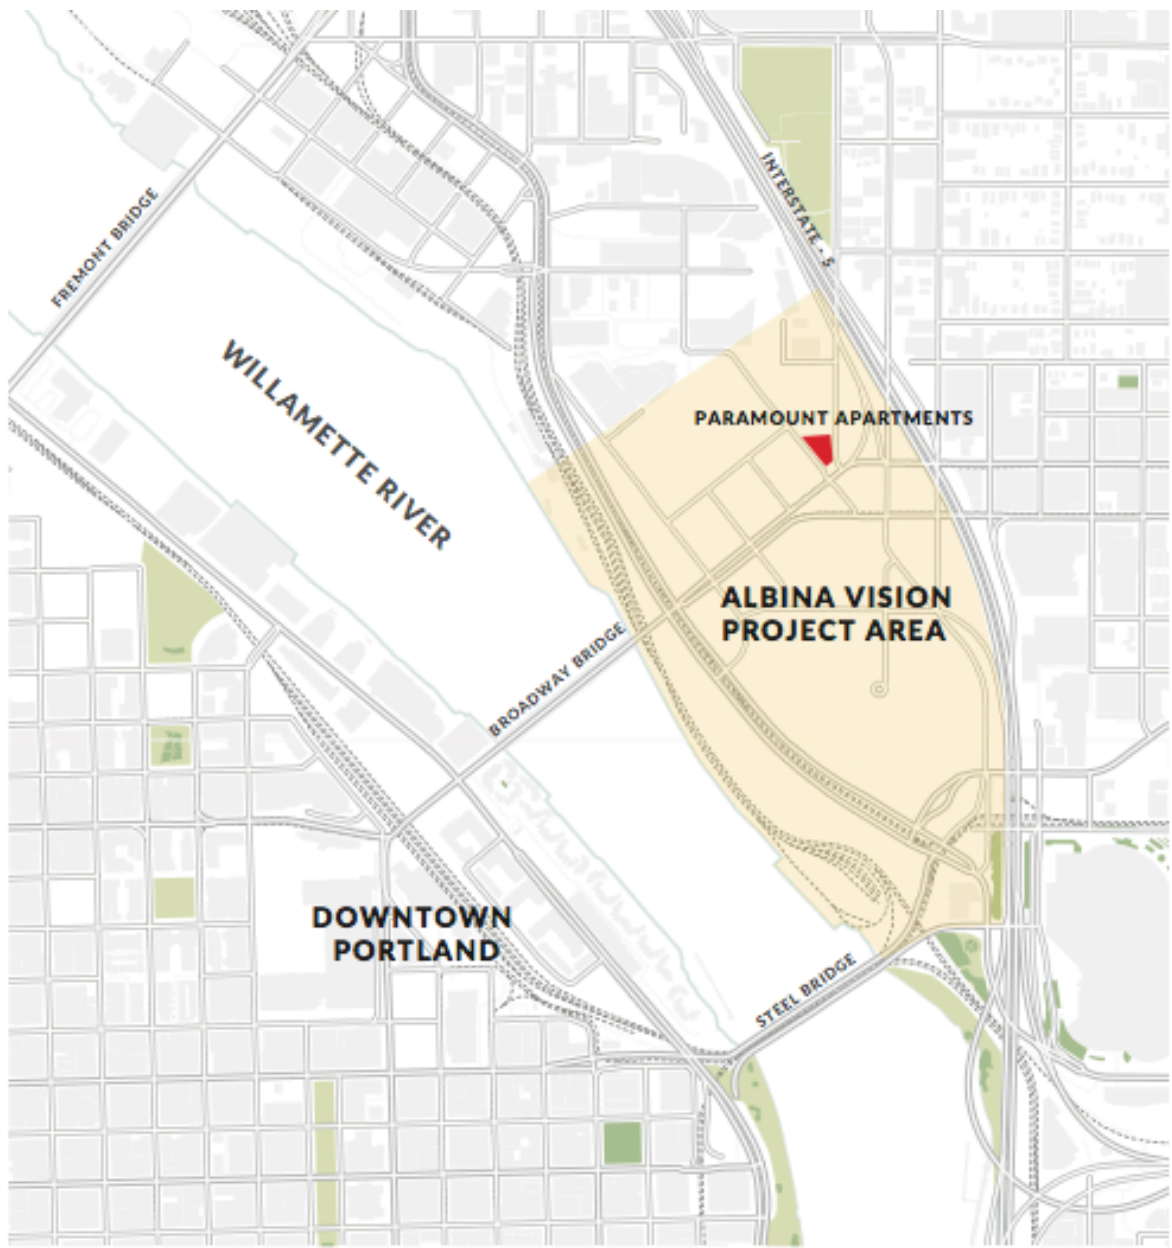 INTERSTATE - 5
FREMONT BRIDGE
WILLAMETTE RIVER
PARAMOUNT APARTMENTS
ALBINA VISION
PROJECT AREA
BROADWAY BRIDGE
DOWNTOWN
PORTLAND
STEEL BRIDGE